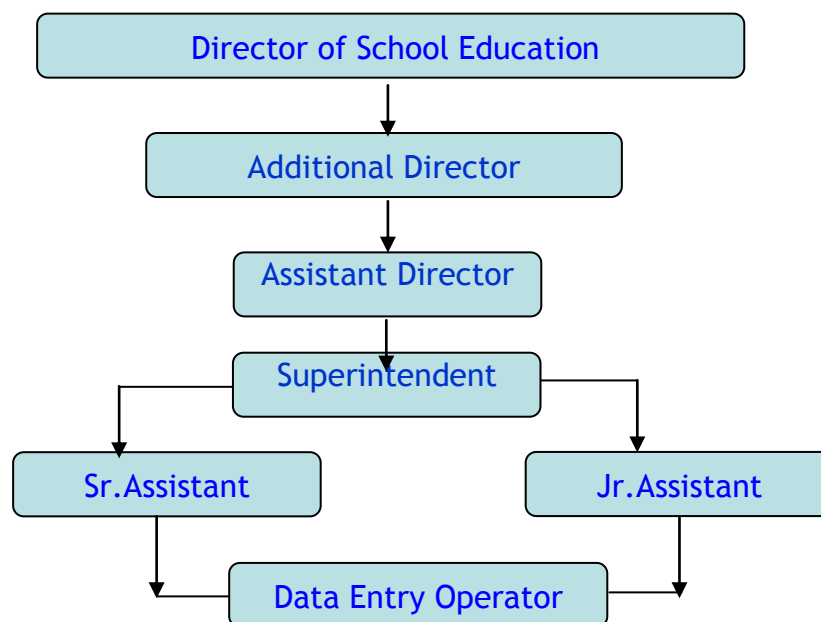 Director of School Education
Additional Director
Assistant Director
Superintendent
Sr.Assistant
Jr.Assistant
Data Entry Operator